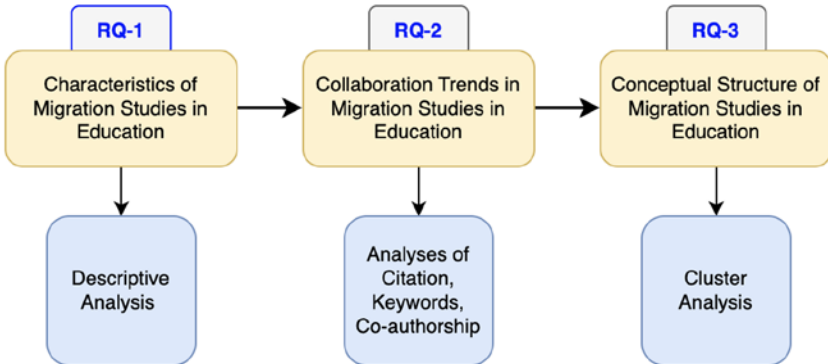 RQ-1
Characteristics of
Migration Studies in
Education
RQ-2
Collaboration Trends in
Migration Studies in
Education
RQ-3
Conceptual Structure of
Migration Studies in
Education
Descriptive
Analysis
Analyses of
Citation,
Keywords,
Co-authorship
Cluster
Analysis